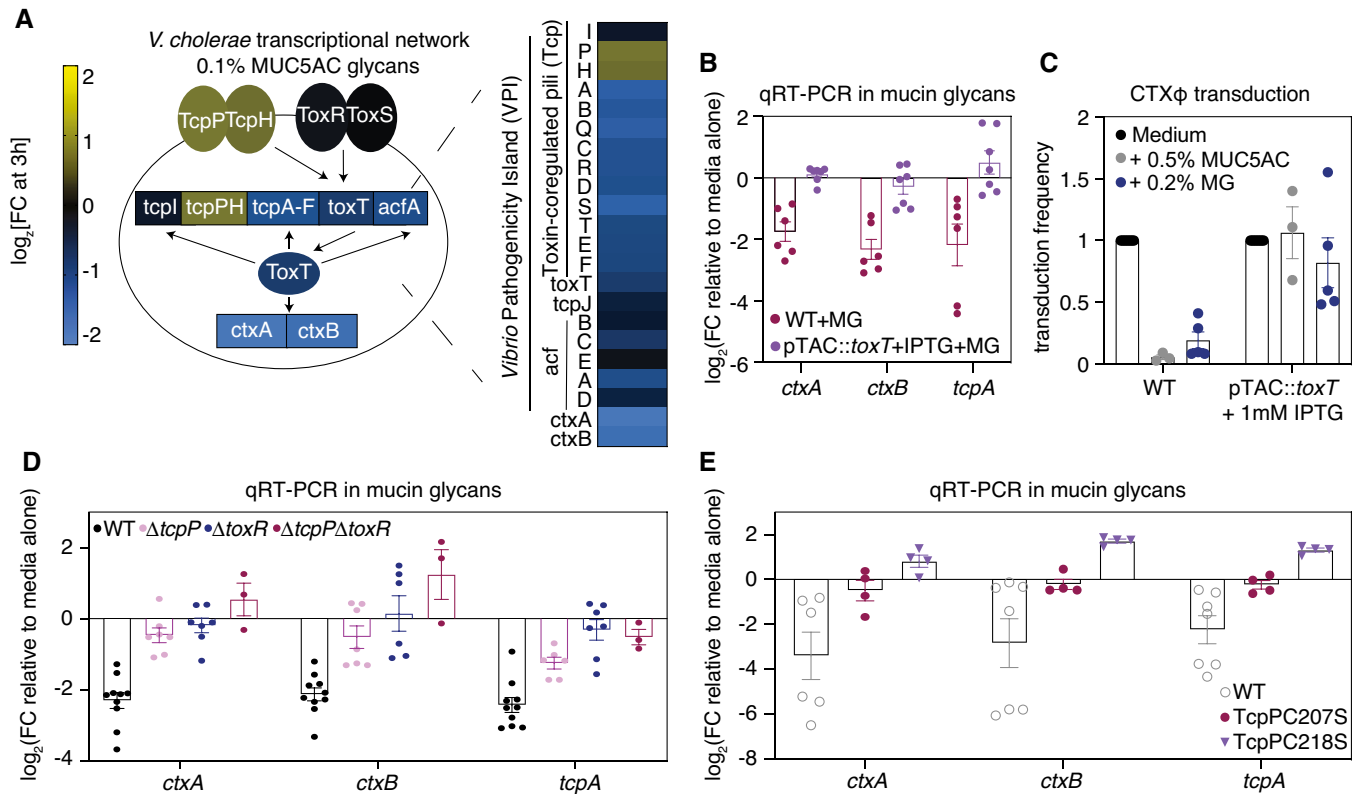 A
V. cholerae transcriptional network
0.1% MUC5AC glycans
log₂[FC at 3h]
2
1
0
-1
-2
TcpP TcpH ToxR ToxS
tcpI tcpPH tcpA-F toxT acfA
ToxT
ctxA ctxB
Vibrio Pathogenicity Island (VPI)
Toxin-coregulated pili (Tcp)
I
P
H
A
B
Q
C
R
D
S
T
E
F
toxT
tcpJ
acf
B
C
E
A
D
ctxA
ctxB
B
qRT-PCR in mucin glycans
log₂(FC relative to media alone)
2
0
-2
-4
-6
WT+MG
pTAC::toxT+IPTG+MG
ctxA ctxB tcpA
C
CTXφ transduction
transduction frequency
2
1.5
1
0.5
0
Medium
+ 0.5% MUC5AC
+ 0.2% MG
WT pTAC::toxT
+ 1mM IPTG
D
qRT-PCR in mucin glycans
log₂(FC relative to media alone)
WT ΔtcpP ΔtoxR ΔtcpPΔtoxR
2
0
-2
-4
ctxA ctxB tcpA
E
qRT-PCR in mucin glycans
log₂(FC relative to media alone)
2
0
-2
-4
-6
-8
WT
TcpPC207S
TcpPC218S
ctxA ctxB tcpA